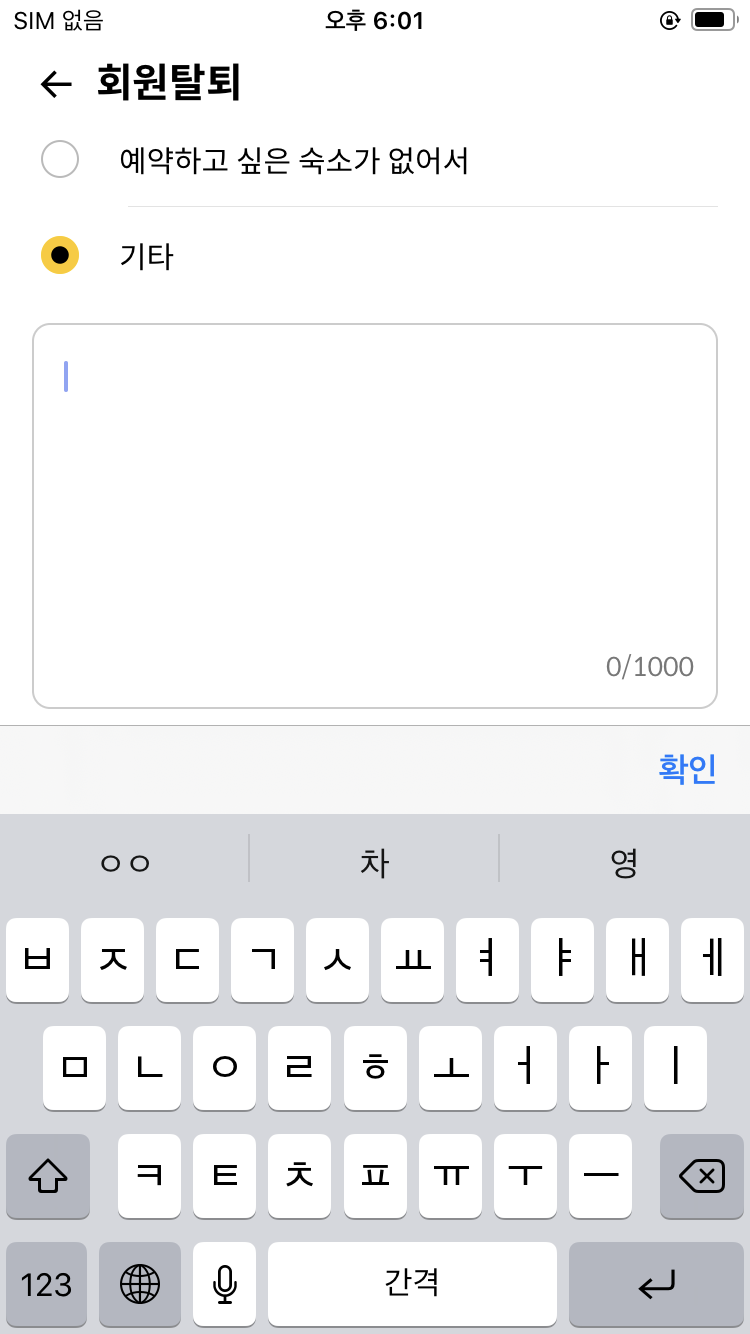 SIM 없음 오후 6:01
회원탈퇴
예약하고 싶은 숙소가 없어서
기타
0/1000
확인
ㅇㅇ 차 영
ㅂ ㅈ ㄷ ㄱ ㅅ ㅛ ㅕ ㅑ ㅐ ㅔ
ㅁ ㄴ ㅇ ㄹ ㅎ ㅗ ㅓ ㅏ ㅣ
ㅋ ㅌ ㅊ ㅍ ㅠ ㅜ ㅡ
123 간격